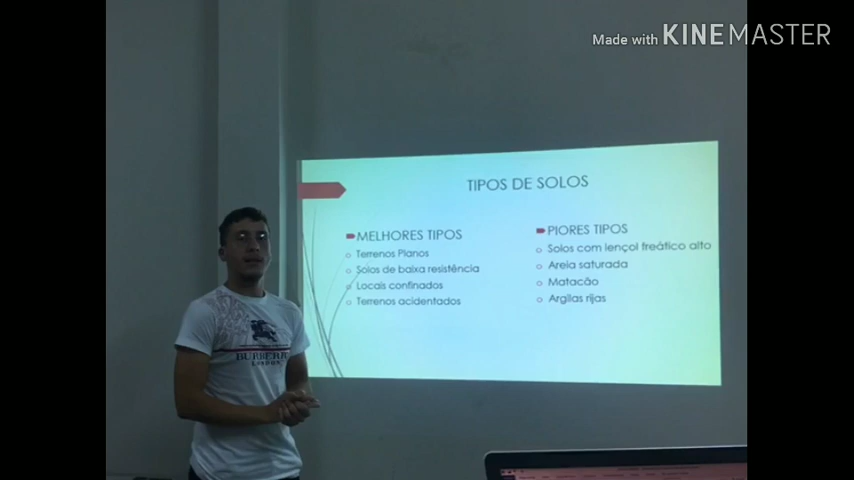 Made with KINEMASTER
TIPOS DE SOLOS
MELHORES TIPOS
Terrenos Planos
Solos de baixa resistência
Locais confinados
Terrenos acidentados
PIORES TIPOS
Solos com lençol freático alto
Areia saturada
Matacão
Argilas rijas
BURBERRY
LONDON